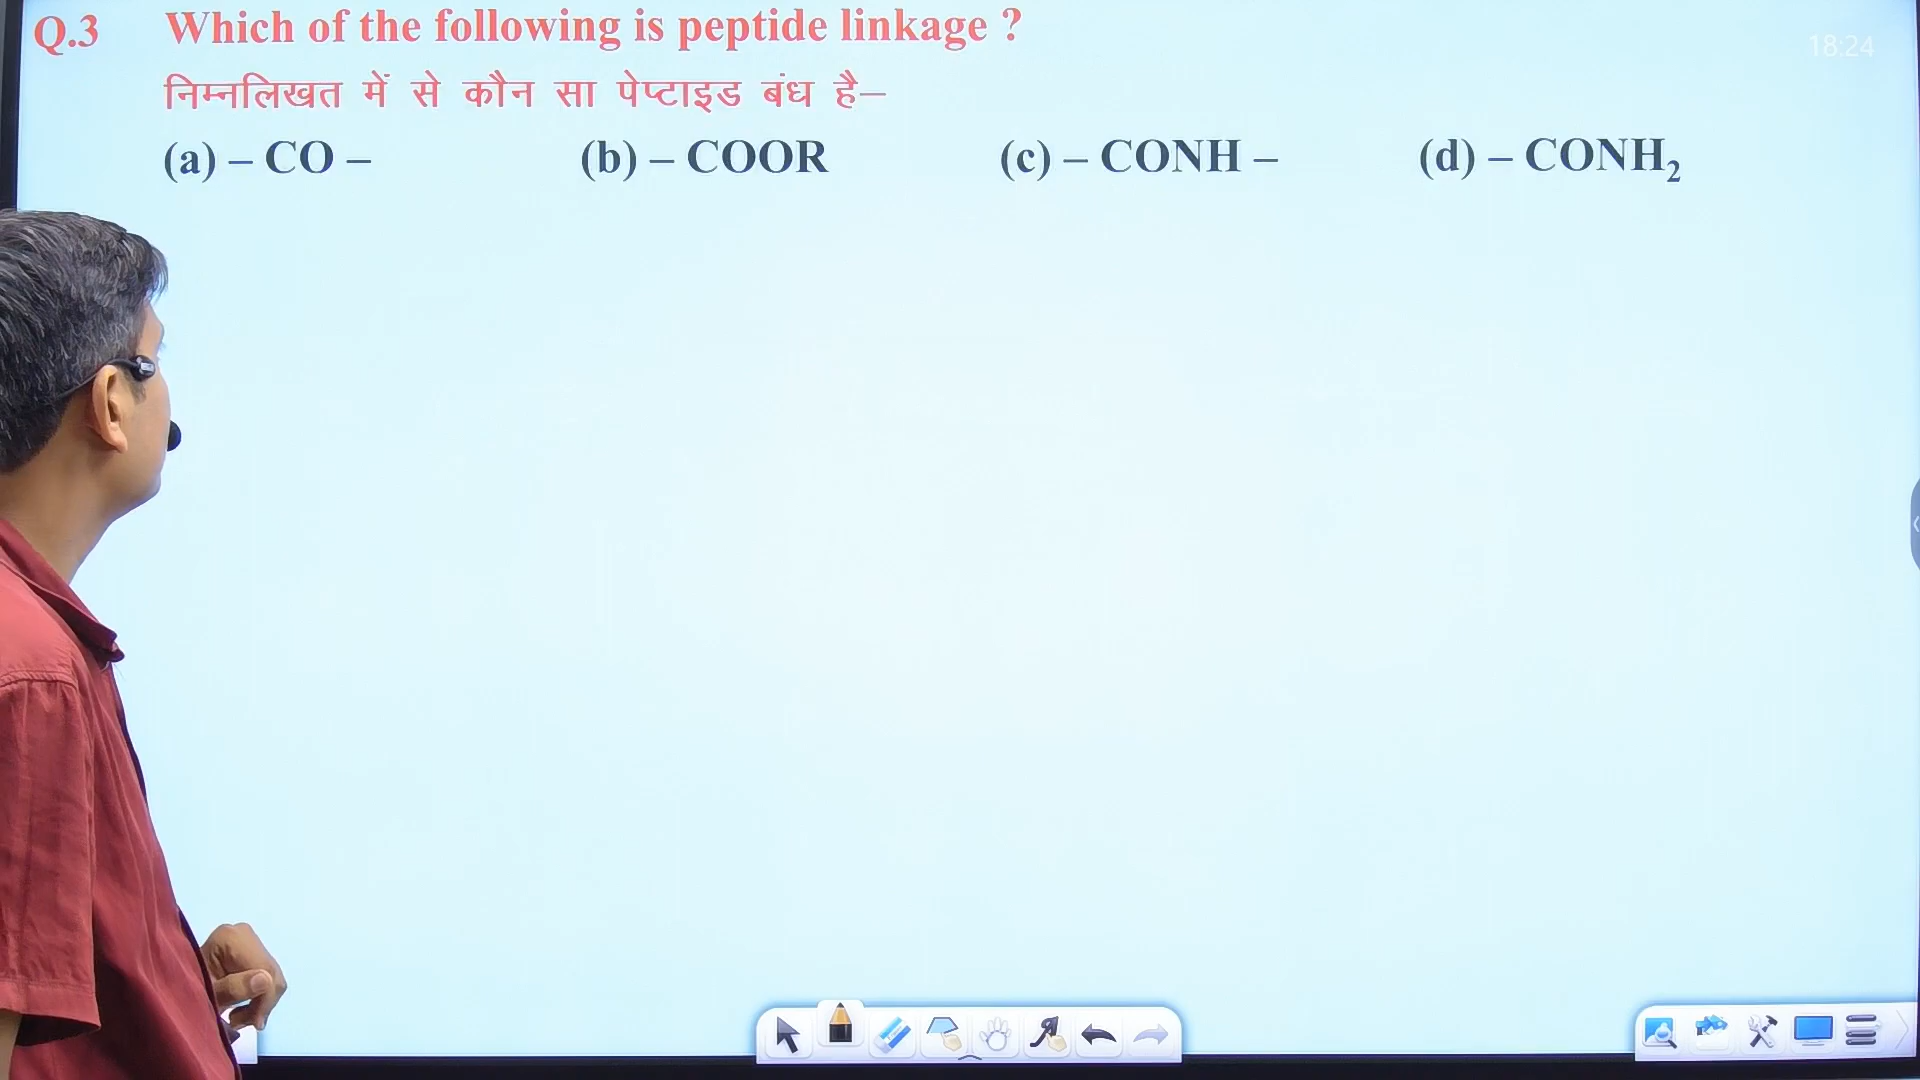 18:24
Q.3 Which of the following is peptide linkage ?
निम्नलिखत में से कौन सा पेप्टाइड बंध है–
(a) – CO – (b) – COOR (c) – CONH – (d) – CONH₂